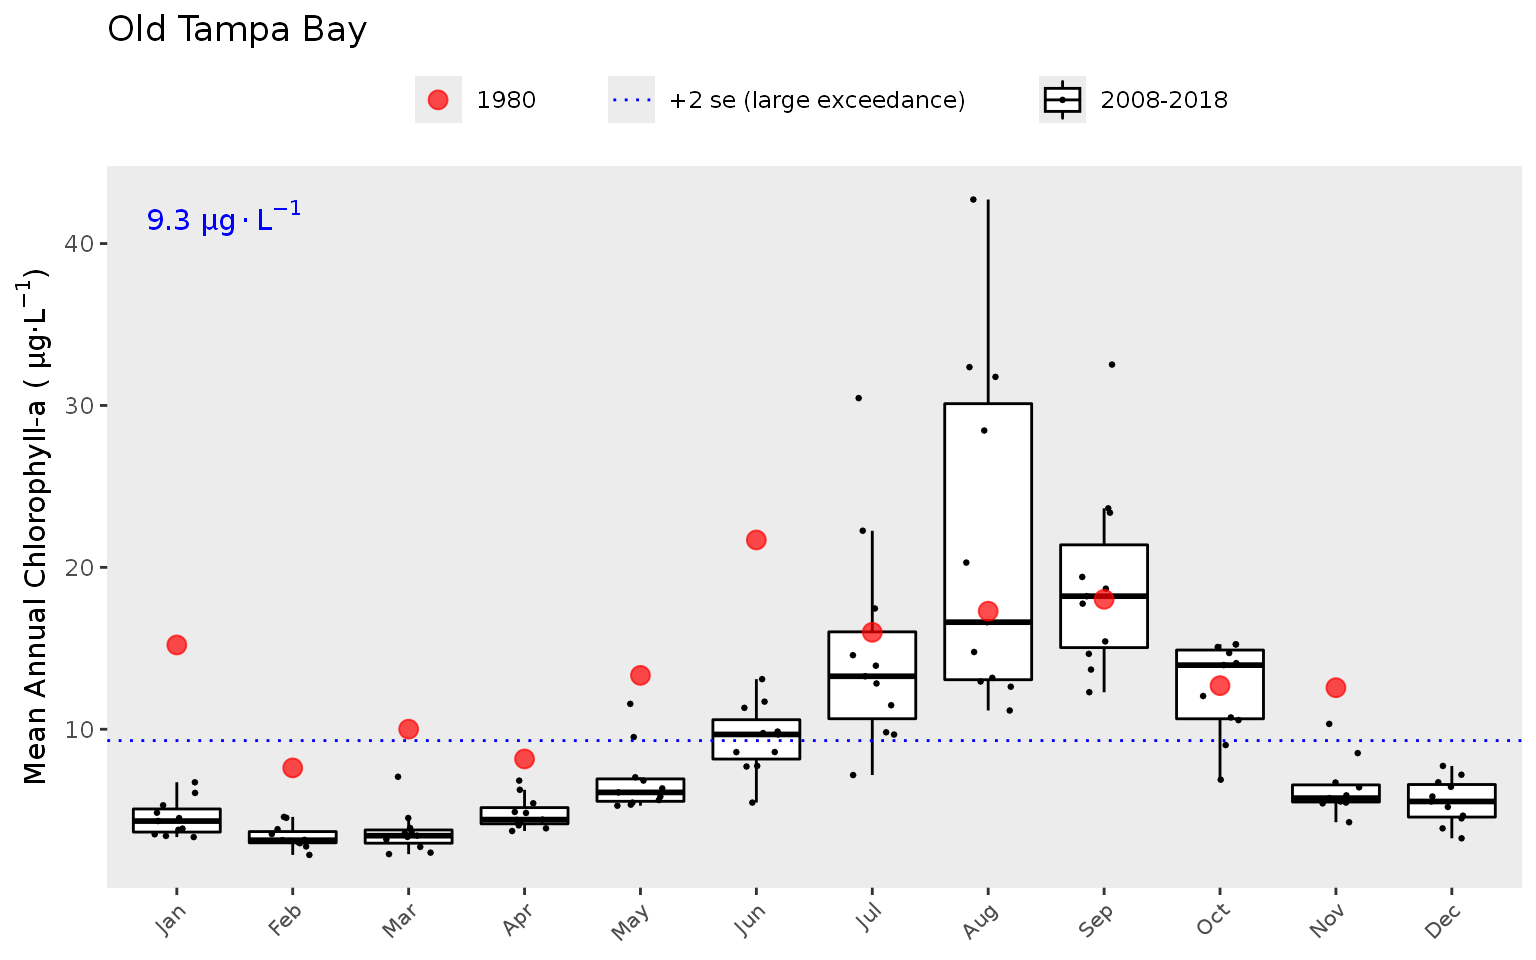 Old Tampa Bay
1980
+2 se (large exceedance)
2008-2018
9.3 µg·L⁻¹
Mean Annual Chlorophyll-a ( µg·L⁻¹)
40
30
20
10
Jan Feb Mar Apr May Jun Jul Aug Sep Oct Nov Dec